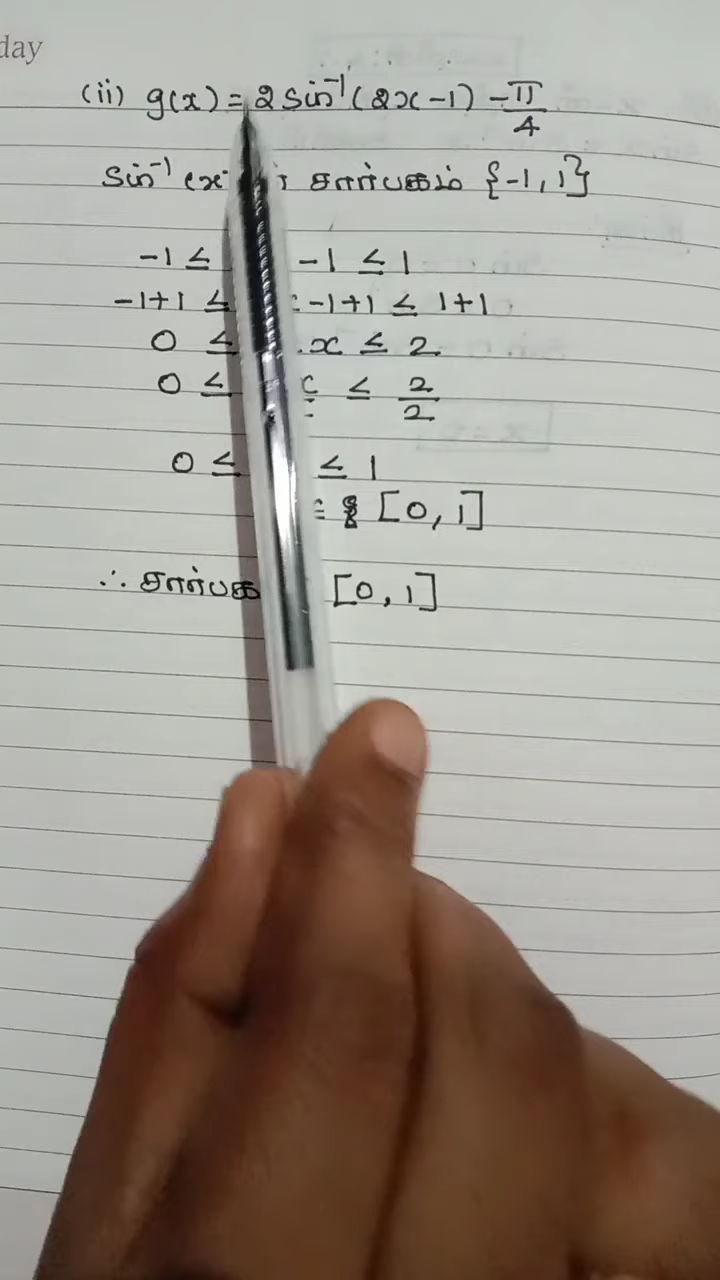 day
(ii) g(x) = 2 sin⁻¹(2x-1) - π/4
sin⁻¹(x சார்பகம் {-1, 1}
-1 ≤ -1 ≤ 1
-1+1 ≤ -1+1 ≤ 1+1
0 ≤ x ≤ 2
0 ≤ ≤ 2/2
0 ≤ ≤ 1
= [0, 1]
∴ சார்பக [0, 1]